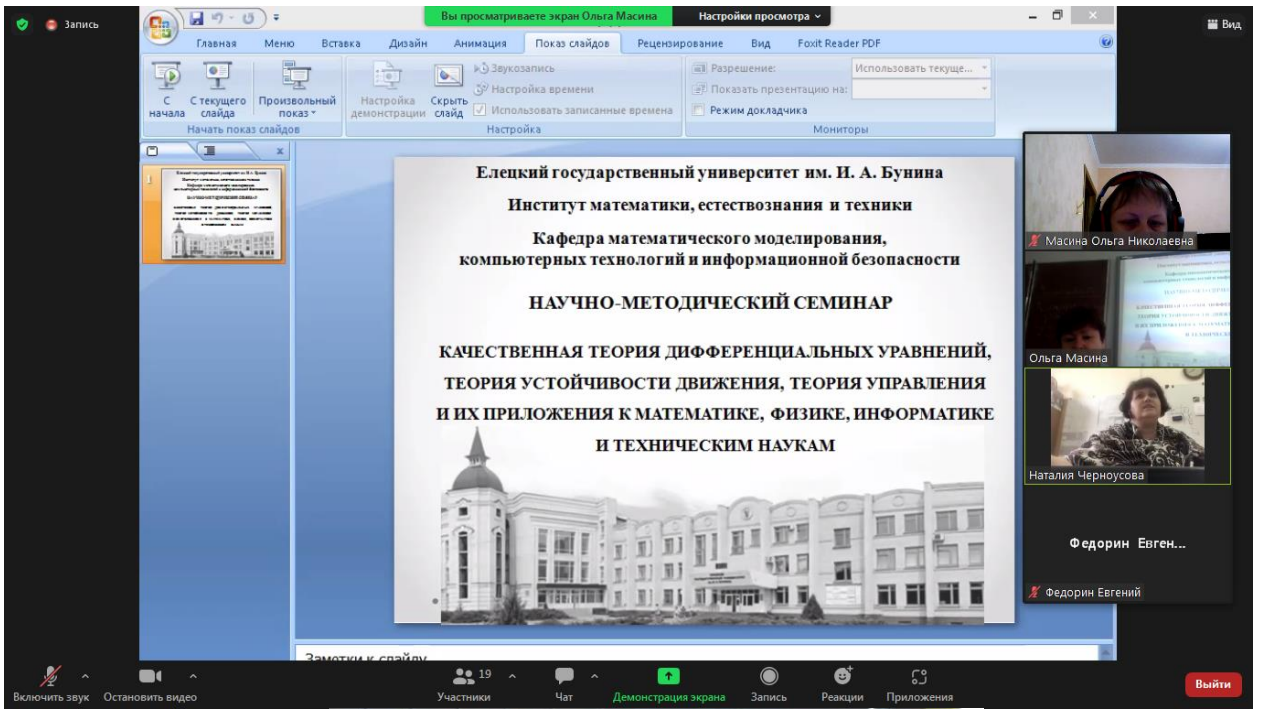 Запись
Вы просматриваете экран Ольга Масина
Настройки просмотра
Вид
Главная Меню Вставка Дизайн Анимация Показ слайдов Рецензирование Вид Foxit Reader PDF
С начала
С текущего слайда
Произвольный показ
Начать показ слайдов
Настройка демонстрации
Скрыть слайд
Звукозапись
Настройка времени
Использовать записанные времена
Настройка
Разрешение: Использовать текуще...
Показать презентацию на:
Режим докладчика
Мониторы
1
Елецкий государственный университет им. И. А. Бунина
Институт математики, естествознания и техники
Кафедра математического моделирования,
компьютерных технологий и информационной безопасности
НАУЧНО-МЕТОДИЧЕСКИЙ СЕМИНАР
КАЧЕСТВЕННАЯ ТЕОРИЯ ДИФФЕРЕНЦИАЛЬНЫХ УРАВНЕНИЙ,
ТЕОРИЯ УСТОЙЧИВОСТИ ДВИЖЕНИЯ, ТЕОРИЯ УПРАВЛЕНИЯ
И ИХ ПРИЛОЖЕНИЯ К МАТЕМАТИКЕ, ФИЗИКЕ, ИНФОРМАТИКЕ
И ТЕХНИЧЕСКИМ НАУКАМ
Масина Ольга Николаевна
Ольга Масина
Наталия Черноусова
Федорин Евген...
Федорин Евгений
Заметки к слайду
Включить звук
Остановить видео
19
Участники
Чат
Демонстрация экрана
Запись
Реакции
Приложения
Выйти